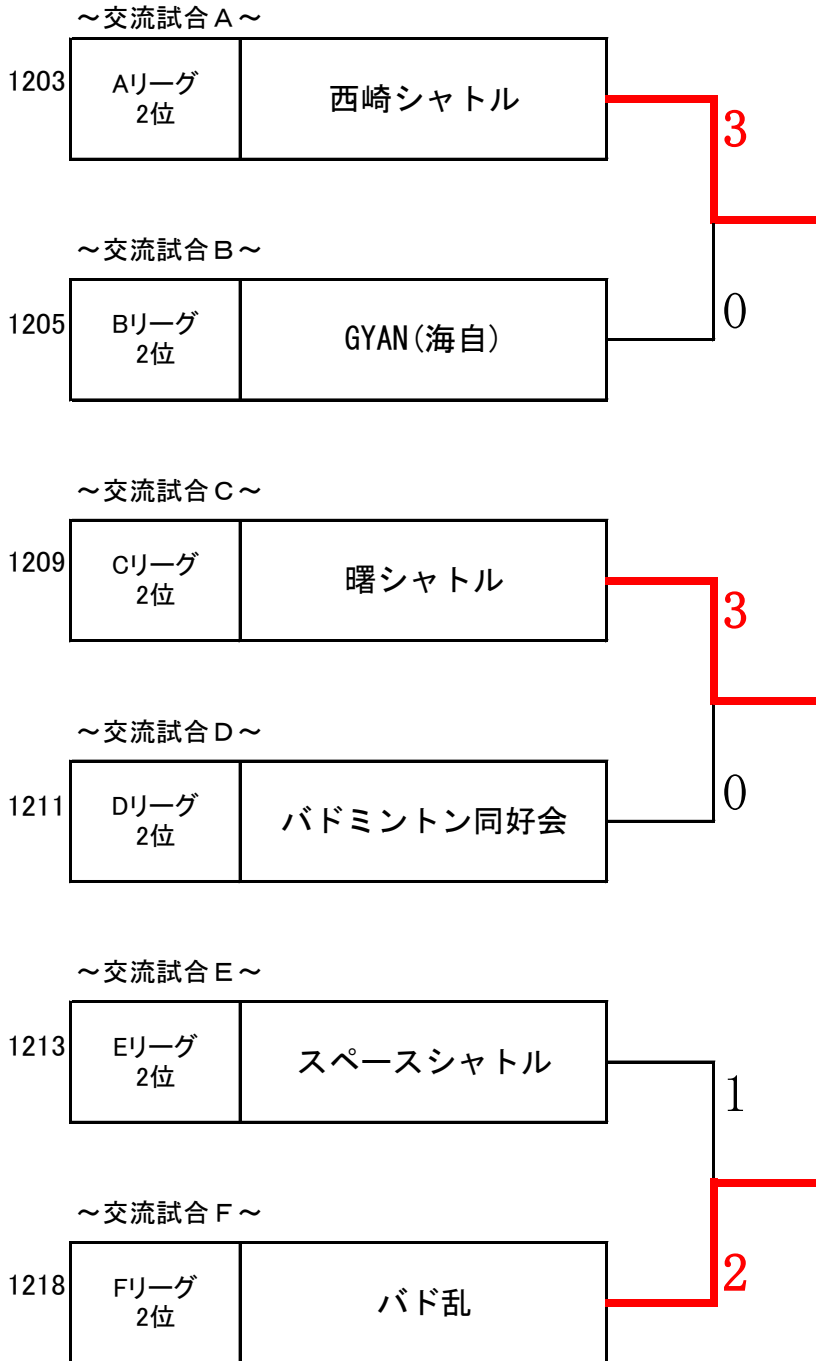 ～交流試合Ａ～
1203
Aリーグ
2位
西崎シャトル
3
～交流試合Ｂ～
1205
Bリーグ
2位
GYAN(海自)
0
～交流試合Ｃ～
1209
Cリーグ
2位
曙シャトル
3
～交流試合Ｄ～
1211
Dリーグ
2位
バドミントン同好会
0
～交流試合Ｅ～
1213
Eリーグ
2位
スペースシャトル
1
～交流試合Ｆ～
1218
Fリーグ
2位
バド乱
2